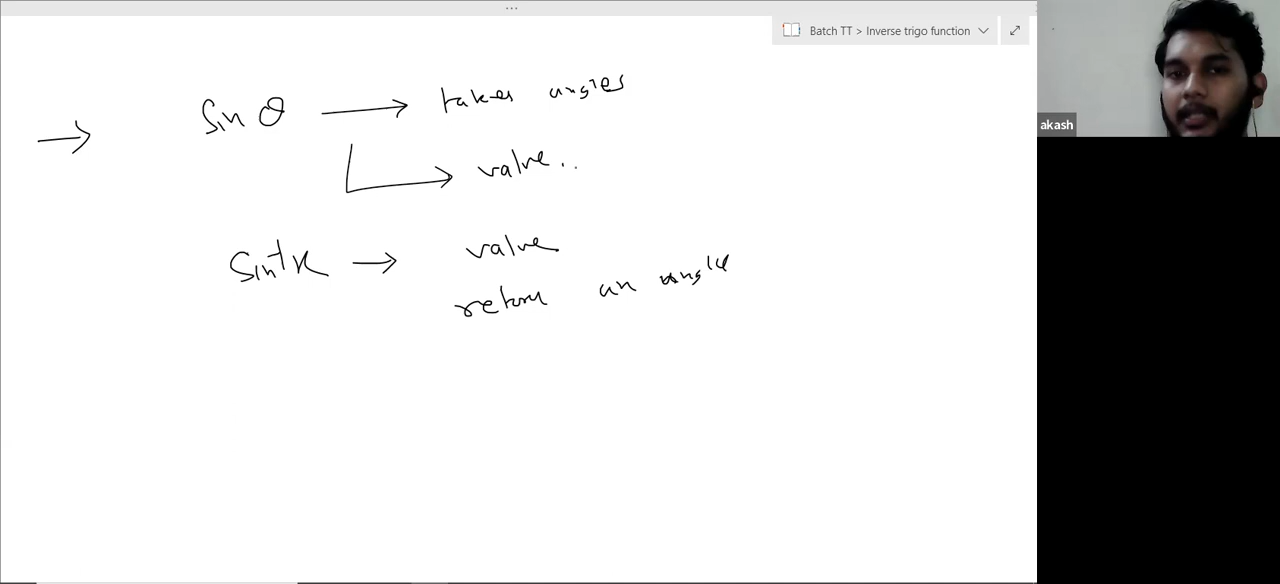 ...
Batch TT > Inverse trigo function
akash
→ Sin θ → takes angles
→ value..
Sin⁻¹x → value
return an angle